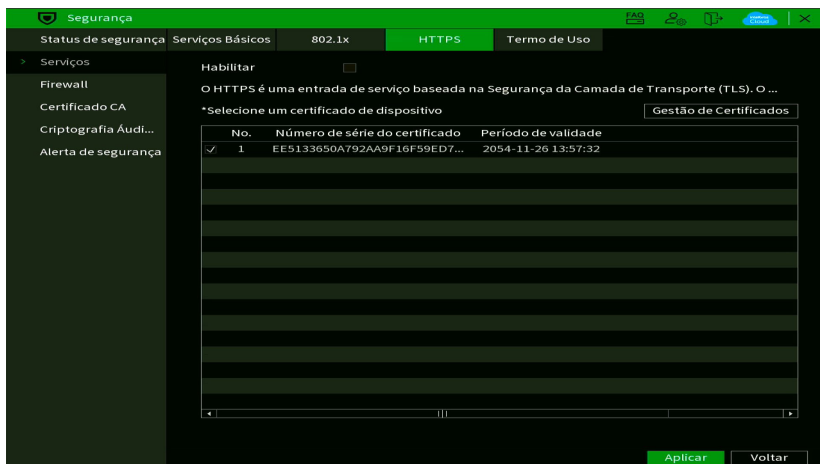 Segurança
FAQ
Cloud
Status de segurança
Serviços Básicos
802.1x
HTTPS
Termo de Uso
> Serviços
Firewall
Certificado CA
Criptografia Áudi...
Alerta de segurança
Habilitar
O HTTPS é uma entrada de serviço baseada na Segurança da Camada de Transporte (TLS). O ...
*Selecione um certificado de dispositivo
Gestão de Certificados
No. Número de série do certificado Período de validade
1 EE5133650A792AA9F16F59ED7... 2054-11-26 13:57:32
Aplicar
Voltar